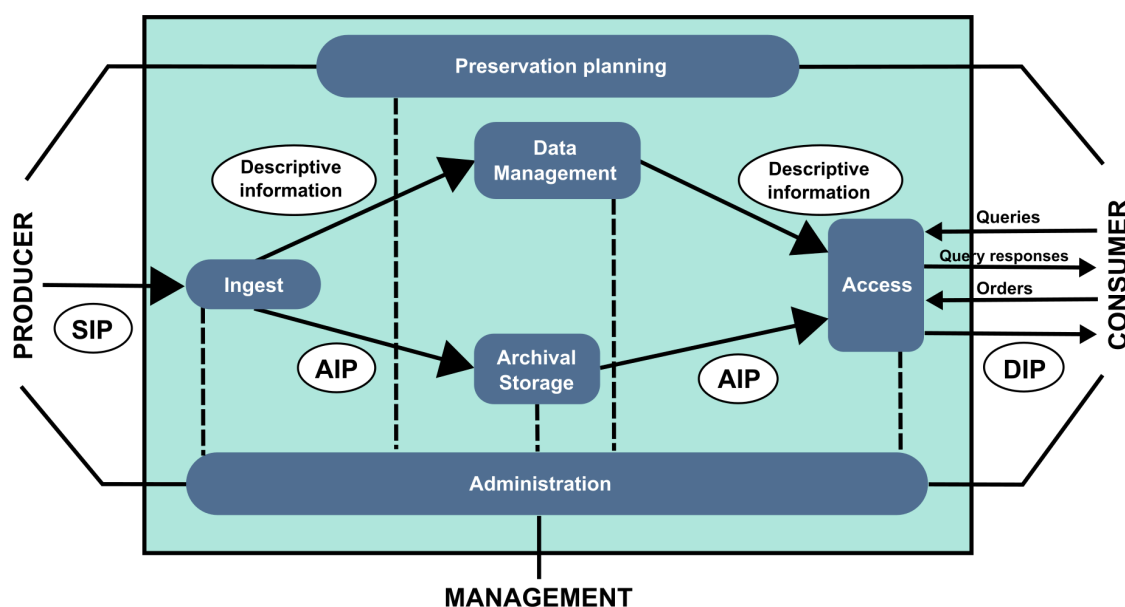 Preservation planning
Descriptive
information
Data
Management
Descriptive
information
PRODUCER
SIP
Ingest
AIP
Archival
Storage
AIP
Access
Queries
Query responses
Orders
DIP
CONSUMER
Administration
MANAGEMENT